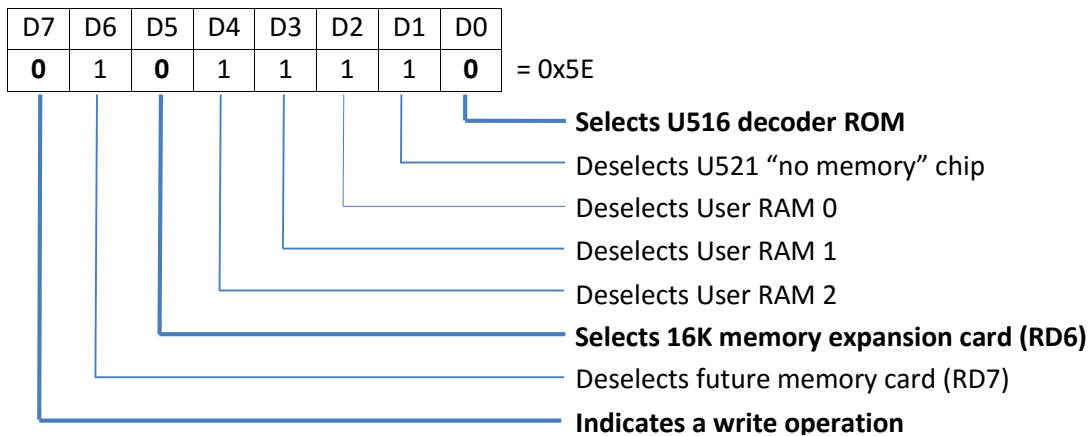 D7 D6 D5 D4 D3 D2 D1 D0
0 1 0 1 1 1 1 0 = 0x5E
Selects U516 decoder ROM
Deselects U521 “no memory” chip
Deselects User RAM 0
Deselects User RAM 1
Deselects User RAM 2
Selects 16K memory expansion card (RD6)
Deselects future memory card (RD7)
Indicates a write operation